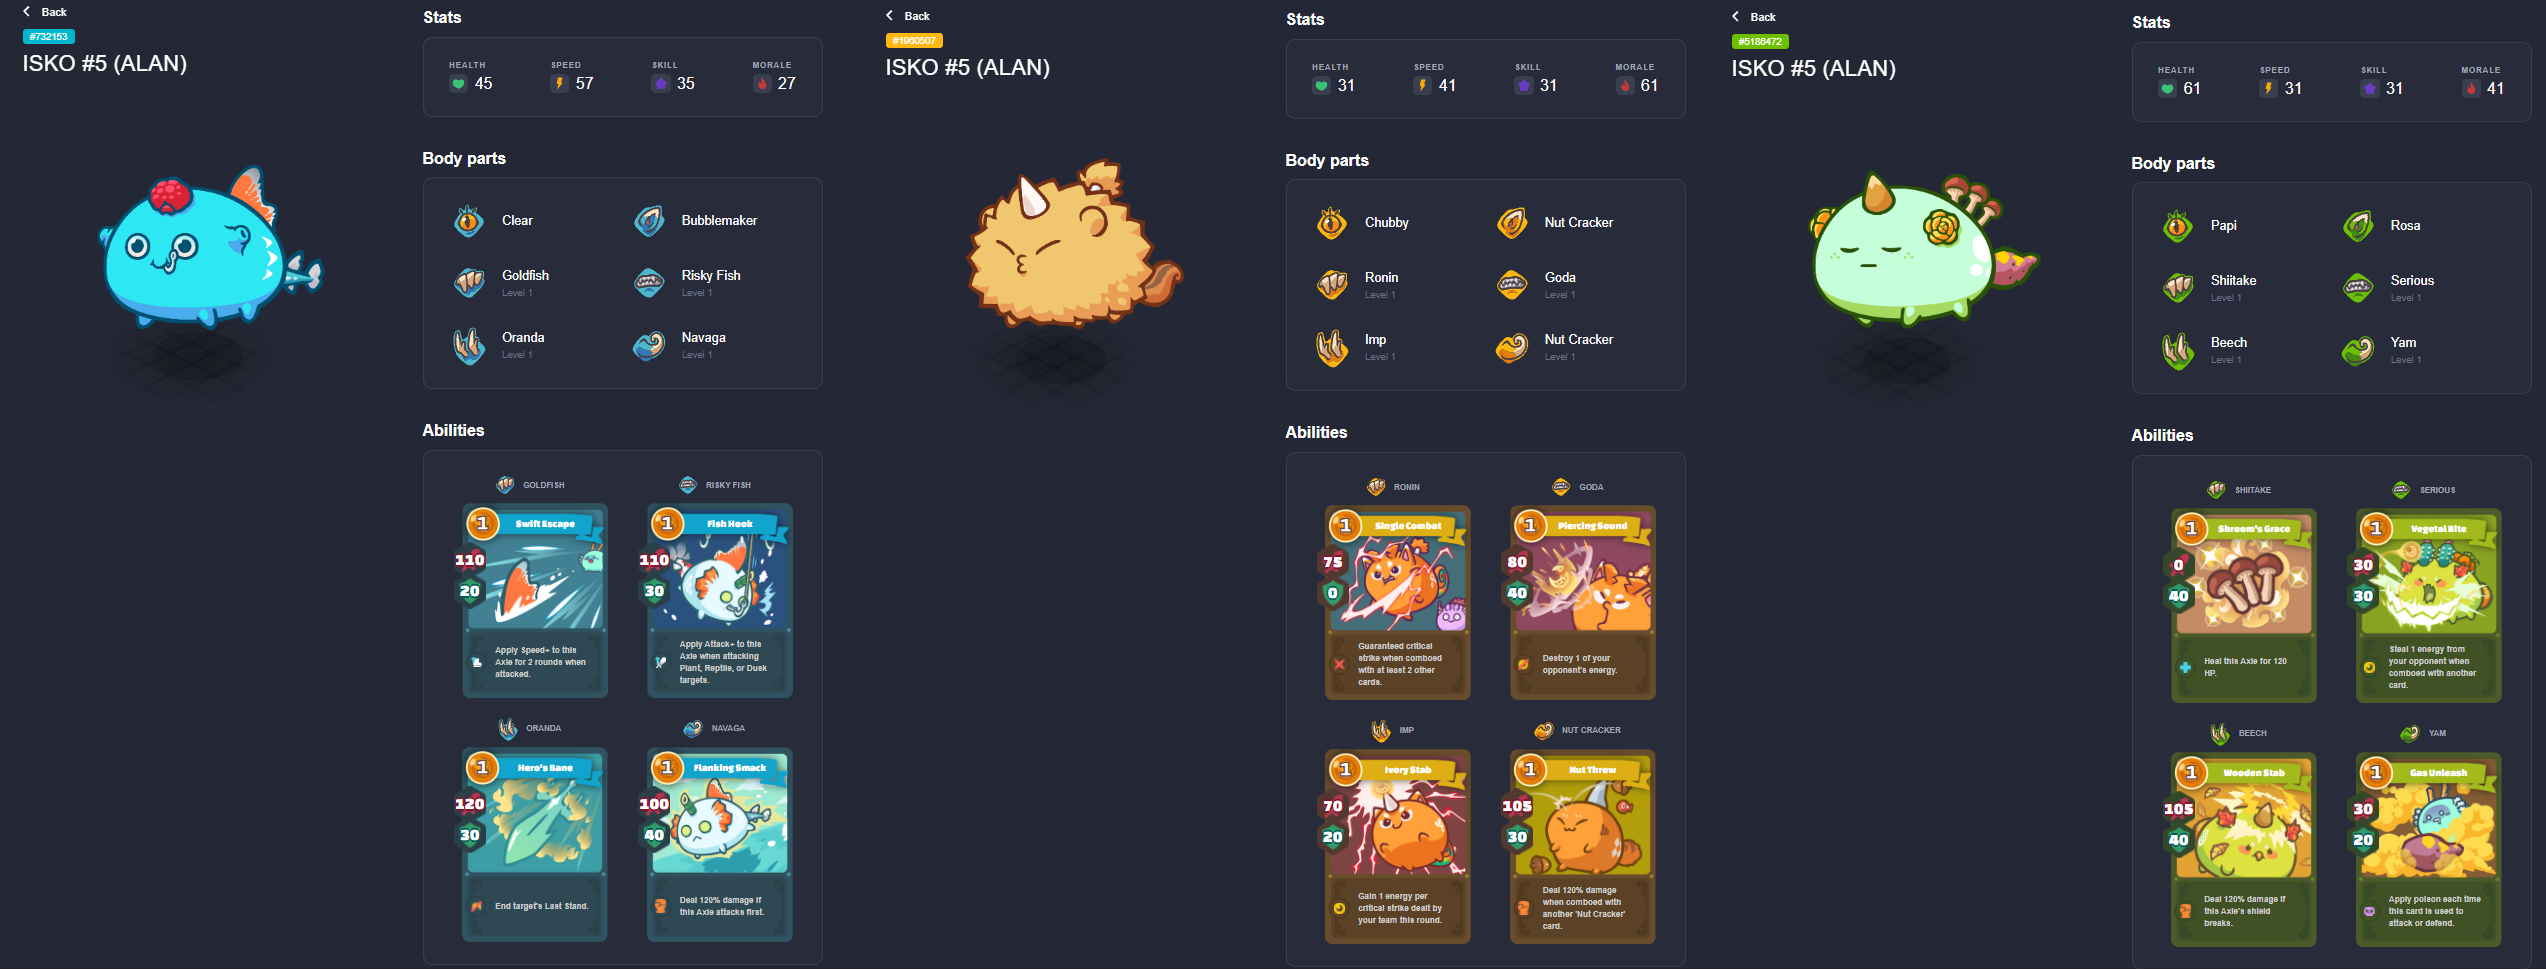 Back
#732153
ISKO #5 (ALAN)
Stats
HEALTH SPEED SKILL MORALE
45 57 35 27
Body parts
Clear Bubblemaker
Goldfish Risky Fish
Level 1 Level 1
Oranda Navaga
Level 1 Level 1
Abilities
GOLDFISH RISKY FISH
1 Swift Escape
110
20
Apply Speed+ to this
Axie for 2 rounds when
attacked.
1 Fish Hook
110
30
Apply Attack+ to this
Axie when attacking
Plant, Reptile, or Dusk
targets.
ORANDA NAVAGA
1 Hero's Bane
120
30
End target's Last Stand.
1 Flanking Smack
100
40
Deal 120% damage if
this Axie attacks first.
Back
#1960507
ISKO #5 (ALAN)
Stats
HEALTH SPEED SKILL MORALE
31 41 31 61
Body parts
Chubby Nut Cracker
Ronin Goda
Level 1 Level 1
Imp Nut Cracker
Level 1 Level 1
Abilities
RONIN GODA
1 Single Combat
75
0
Guaranteed critical
strike when comboed
with at least 2 other
cards.
1 Piercing Sound
80
40
Destroy 1 of your
opponent's energy.
IMP NUT CRACKER
1 Ivory Stab
70
20
Gain 1 energy per
critical strike dealt by
your team this round.
1 Nut Throw
105
30
Deal 120% damage
when comboed with
another 'Nut Cracker'
card.
Back
#5186472
ISKO #5 (ALAN)
Stats
HEALTH SPEED SKILL MORALE
61 31 31 41
Body parts
Papi Rosa
Shiitake Serious
Level 1 Level 1
Beech Yam
Level 1 Level 1
Abilities
SHIITAKE SERIOUS
1 Shroom's Grace
0
40
Heal this Axie for 120
HP.
1 Vegetal Bite
30
30
Steal 1 energy from
your opponent when
comboed with another
card.
BEECH YAM
1 Wooden Stab
105
40
Deal 120% damage if
this Axie's shield
breaks.
1 Gas Unleash
30
20
Apply poison each time
this card is used to
attack or defend.